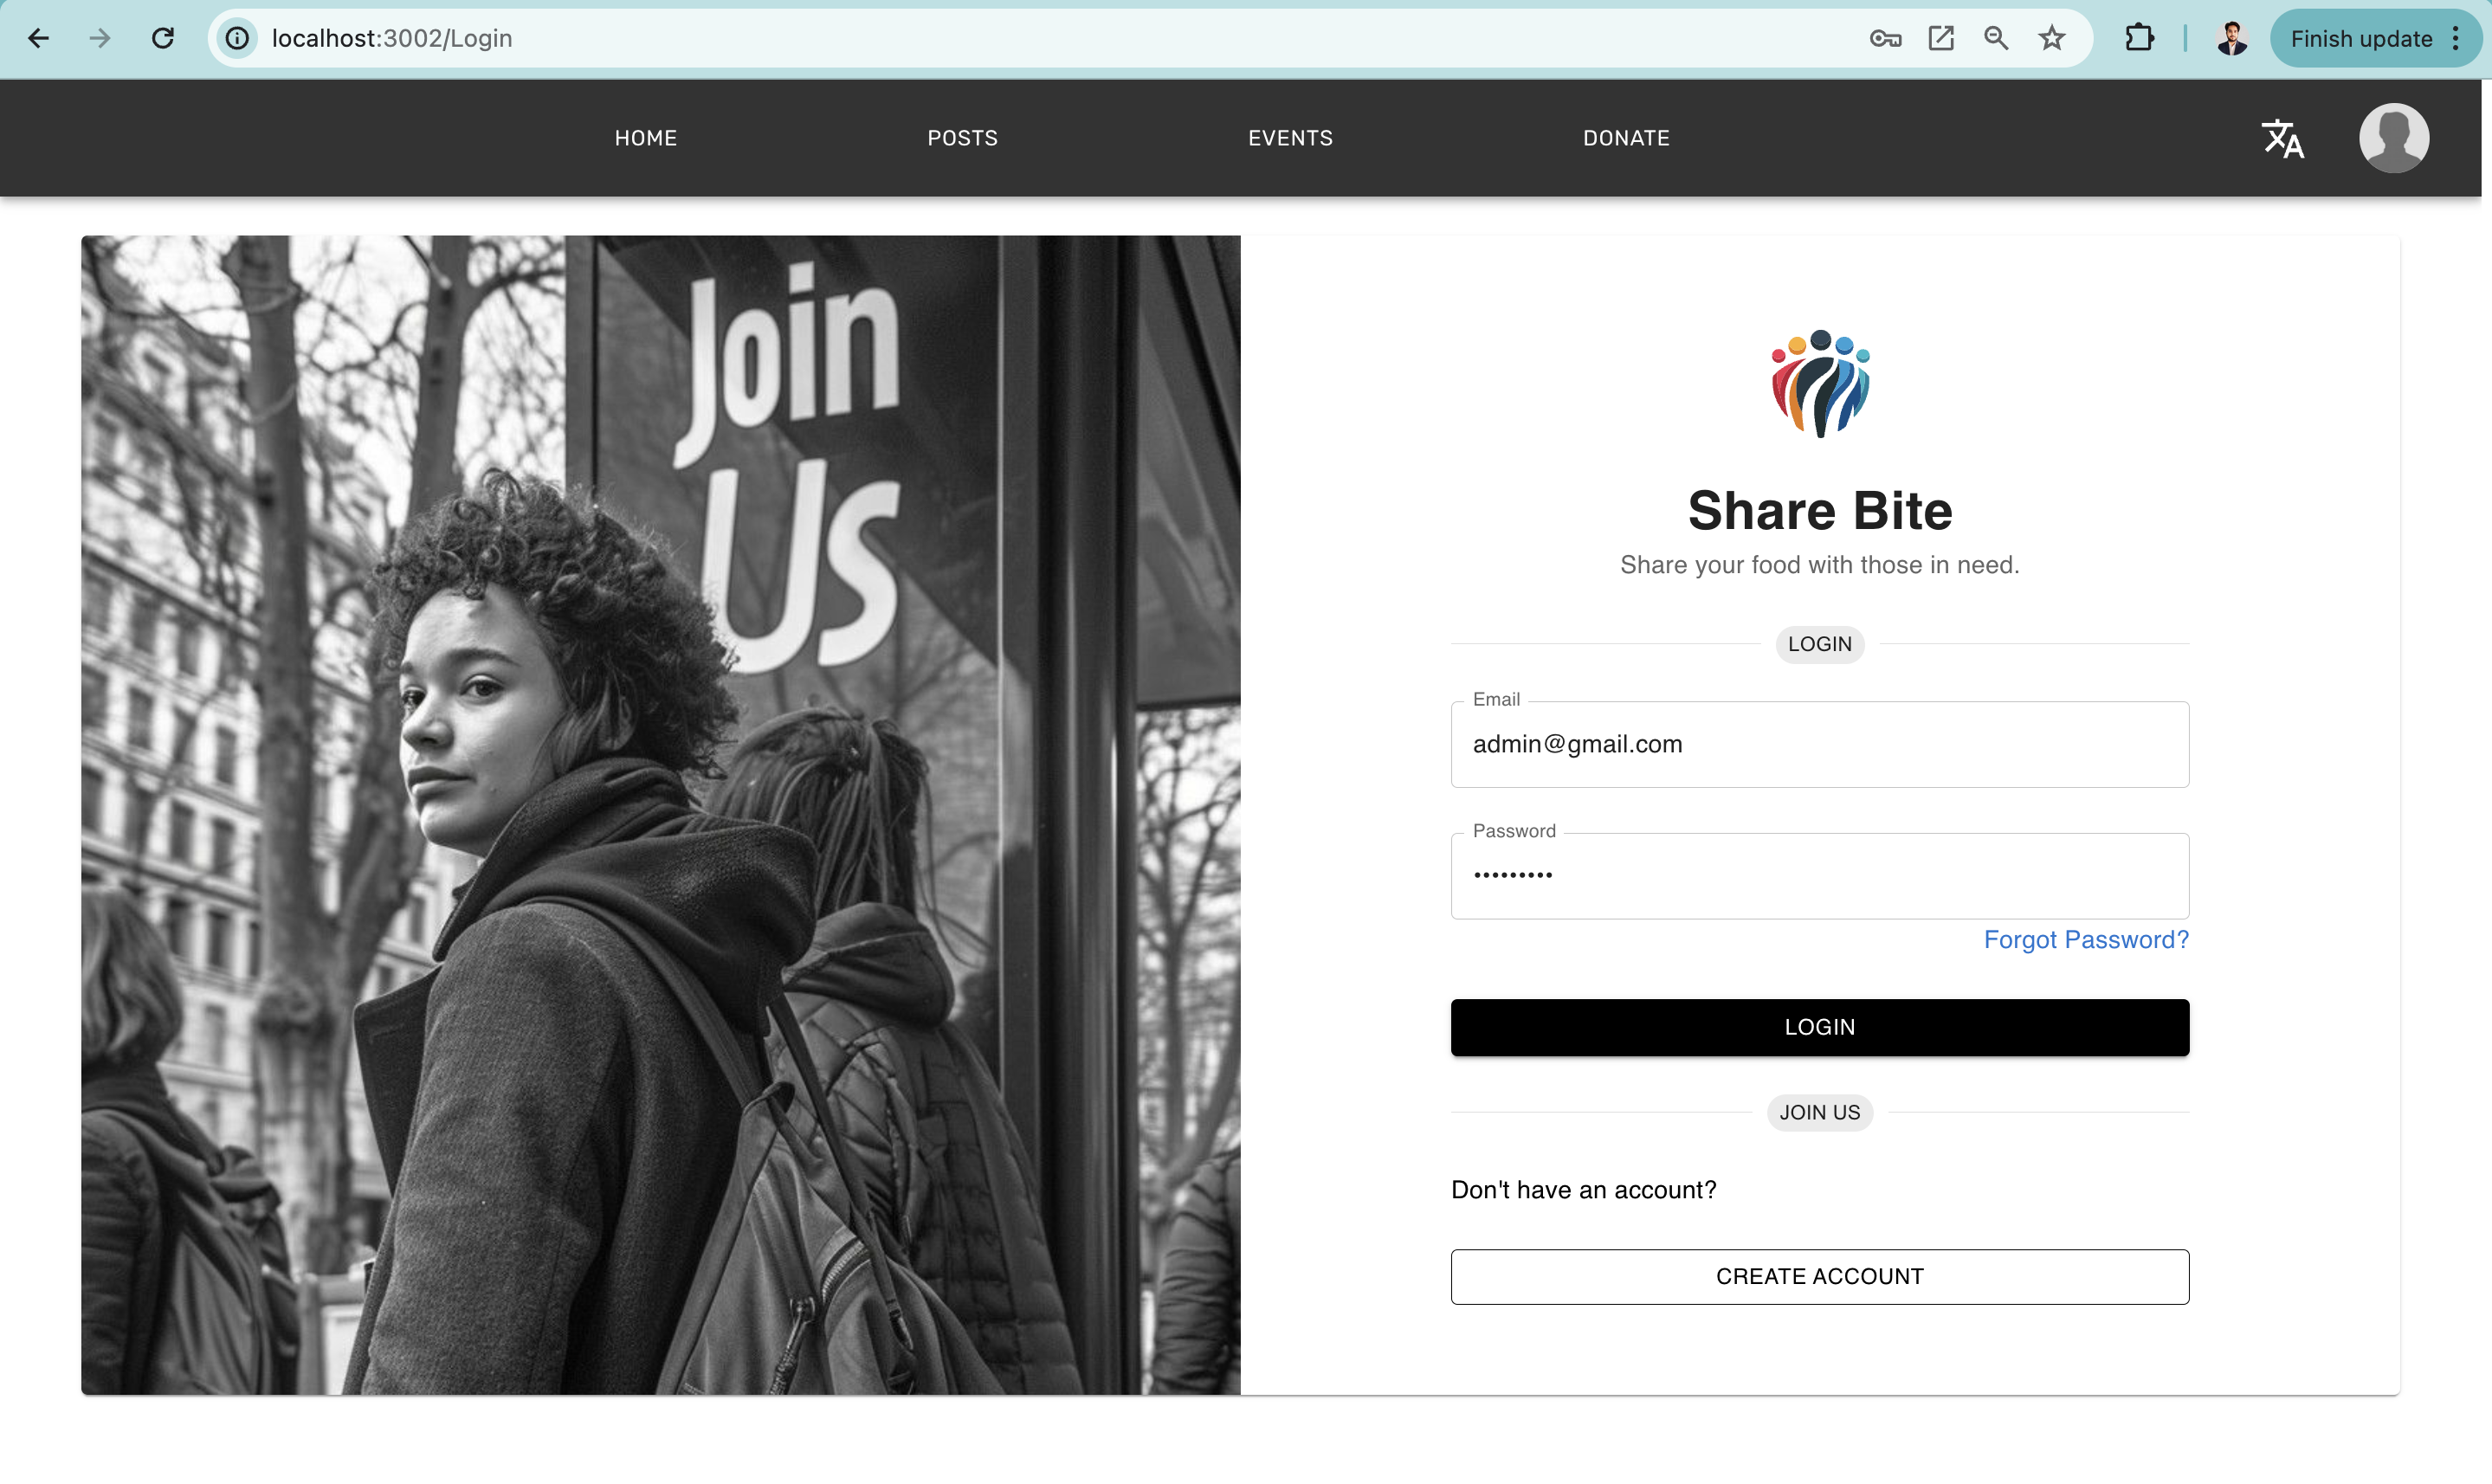 localhost:3002/Login
Finish update
HOME
POSTS
EVENTS
DONATE
Join
Us
Share Bite
Share your food with those in need.
LOGIN
Email
admin@gmail.com
Password
•••••••••
Forgot Password?
LOGIN
JOIN US
Don't have an account?
CREATE ACCOUNT